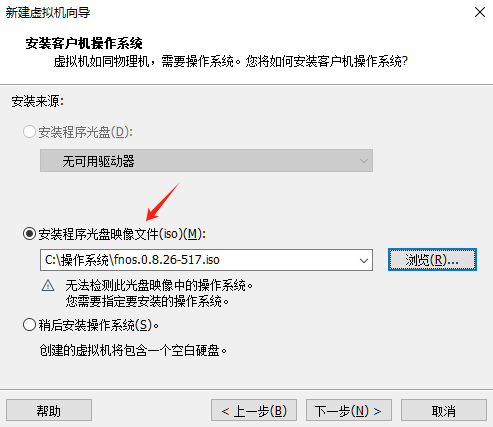 新建虚拟机向导
安装客户机操作系统
虚拟机如同物理机，需要操作系统。您将如何安装客户机操作系统?
安装来源:
安装程序光盘(D):
无可用驱动器
安装程序光盘映像文件(iso)(M):
C:\操作系统\fnos.0.8.26-517.iso
浏览(R)...
无法检测此光盘映像中的操作系统。
您需要指定要安装的操作系统。
稍后安装操作系统(S)。
创建的虚拟机将包含一个空白硬盘。
帮助
< 上一步(B)
下一步(N) >
取消